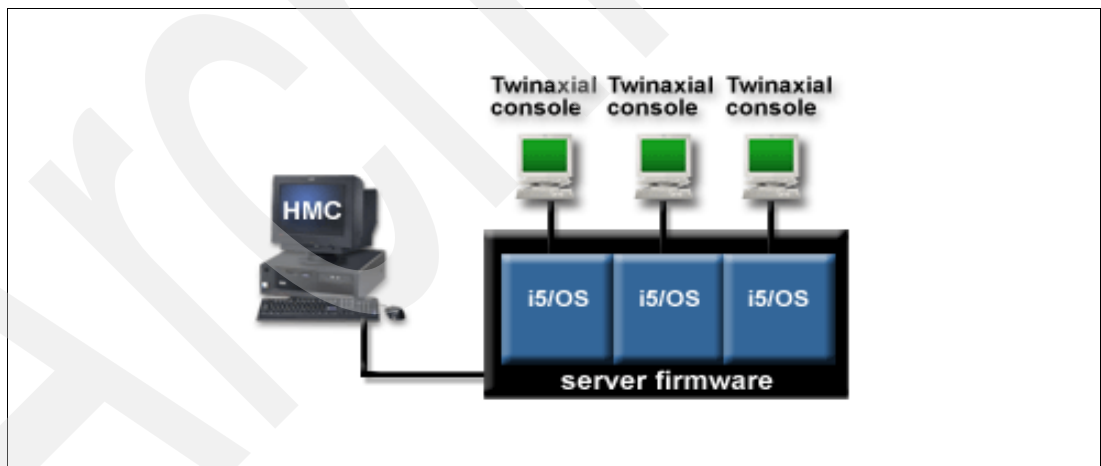 Twinaxial Twinaxial Twinaxial
console console console
HMC
i5/OS i5/OS i5/OS
server firmware